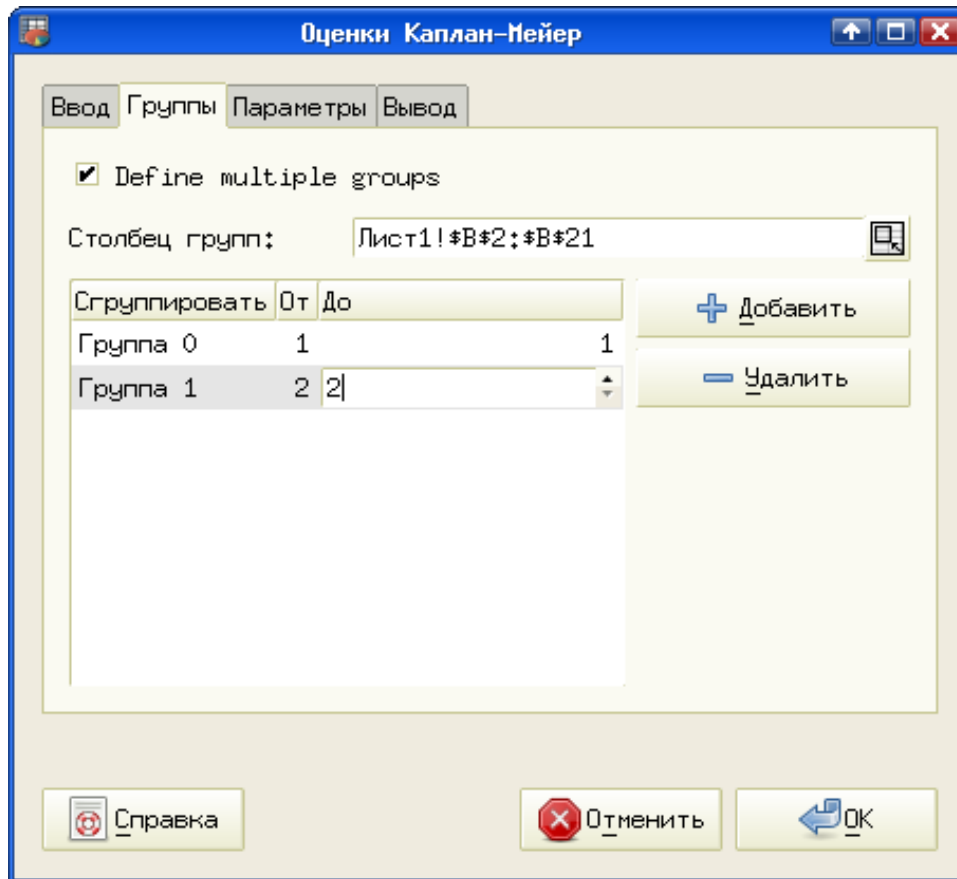 Оценки Каплан-Мейер
Ввод Группы Параметры Вывод
Define multiple groups
Столбец групп: Лист1!$B$2:$B$21
Сгруппировать От До
Добавить
Группа 0 1 1
Удалить
Группа 1 2 2
Справка Отменить OK